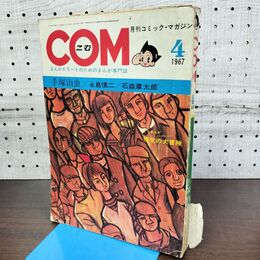 月刊コミック・マガジン
COM
こむ
4
1967
まんがエリートのためのまんが専門誌
手塚治虫 永島慎二 石森章太郎